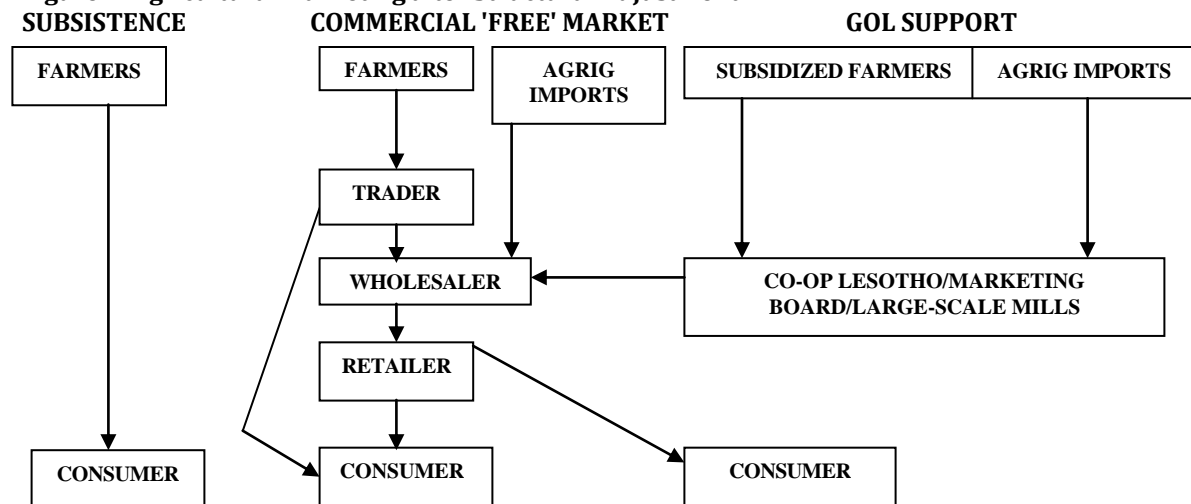 SUBSISTENCE COMMERCIAL 'FREE' MARKET GOL SUPPORT
FARMERS
FARMERS
AGRIG
IMPORTS
SUBSIDIZED FARMERS
AGRIG IMPORTS
TRADER
WHOLESALER
CO-OP LESOTHO/MARKETING
BOARD/LARGE-SCALE MILLS
RETAILER
CONSUMER
CONSUMER
CONSUMER